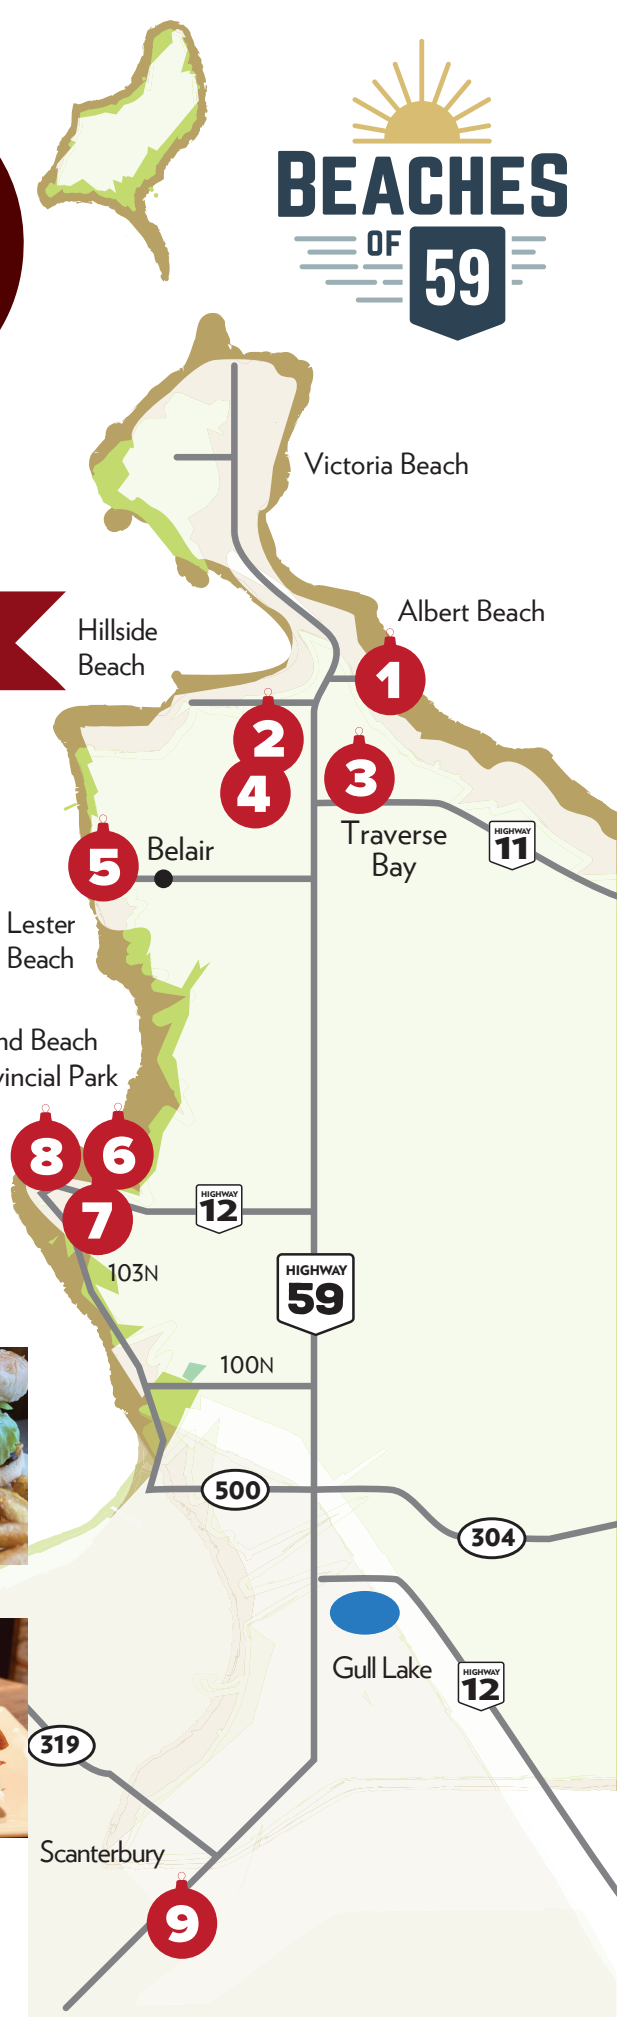 BEACHES
OF 59
Victoria Beach
Albert Beach
Hillside
Beach
1
2
3
4
Traverse
Bay
HIGHWAY
11
5
Belair
Lester
Beach
nd Beach
vincial Park
8
6
7
HIGHWAY
12
103N
HIGHWAY
59
100N
500
304
Gull Lake
HIGHWAY
12
319
Scanterbury
9